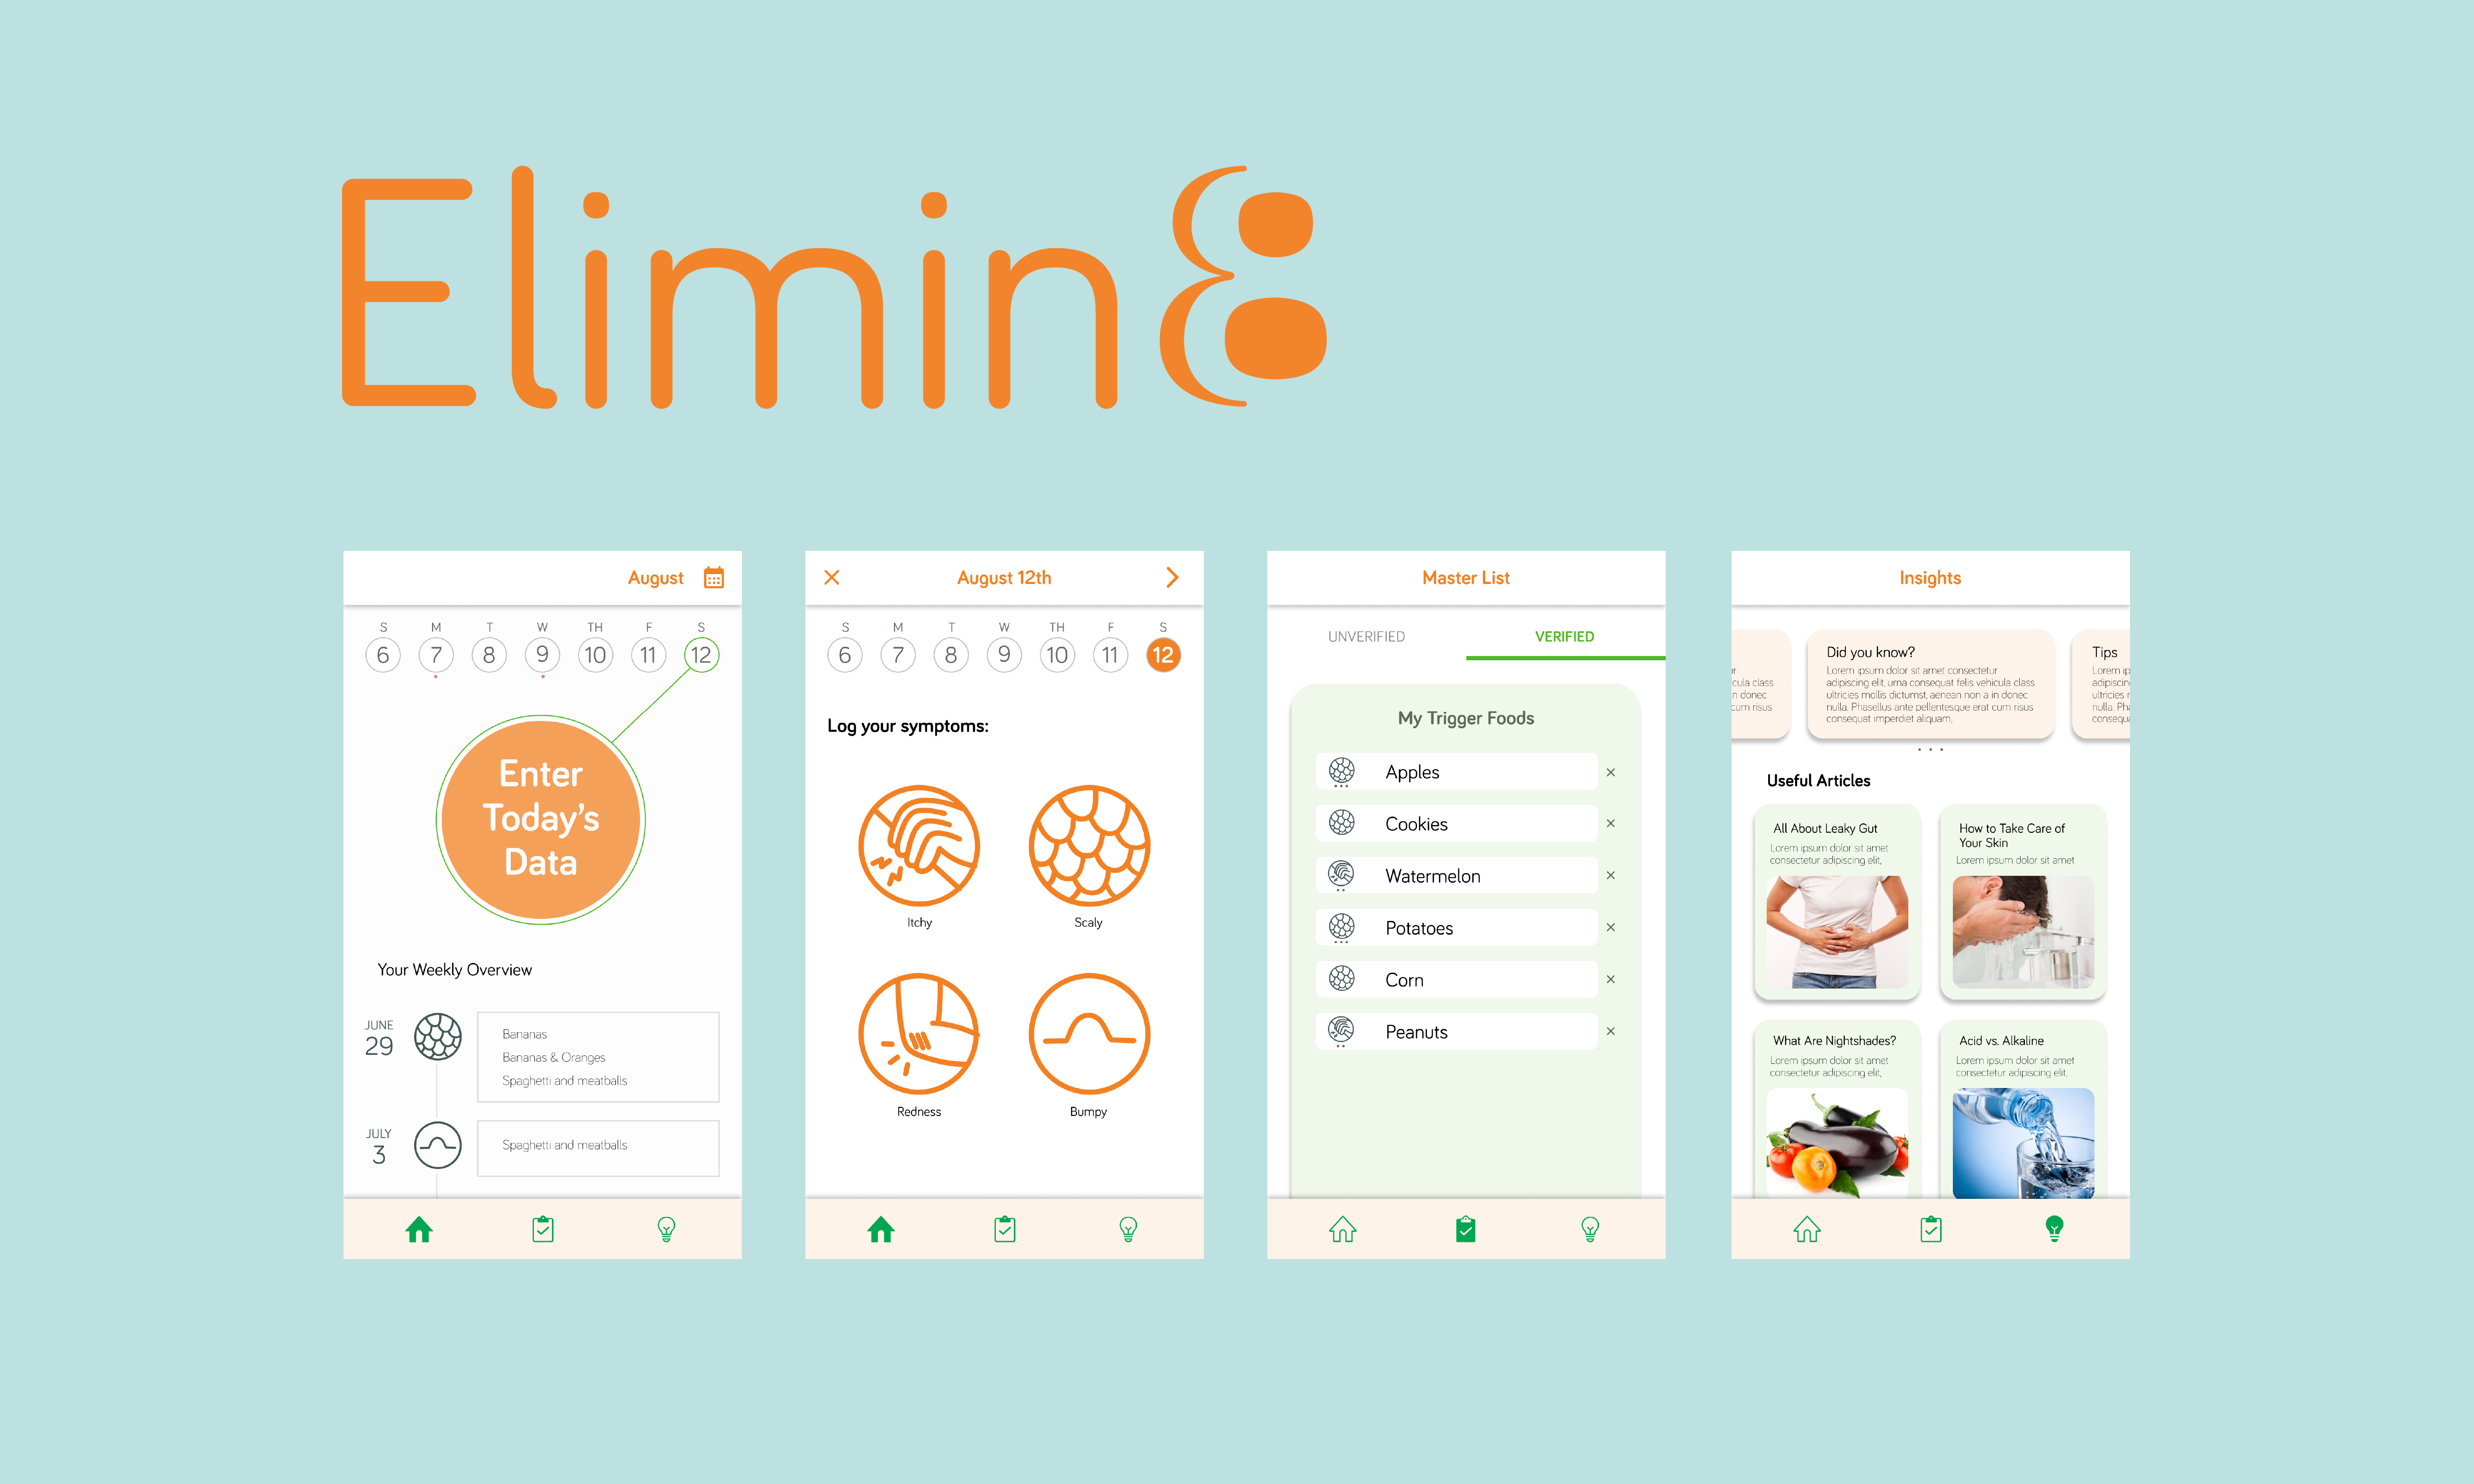 Elimin8
August
S M T W TH F S
6 7 8 9 10 11 12
Enter
Today's
Data
Your Weekly Overview
JUNE
29
Bananas
Bananas & Oranges
Spaghetti and meatballs
JULY
3
Spaghetti and meatballs
August 12th
S M T W TH F S
6 7 8 9 10 11 12
Log your symptoms:
Itchy
Scaly
Redness
Bumpy
Master List
UNVERIFIED VERIFIED
My Trigger Foods
Apples
Cookies
Watermelon
Potatoes
Corn
Peanuts
Insights
cula class
n donec
cum risus
Did you know?
Lorem ipsum dolor sit amet consectetur
adipiscing elit, urna consequat felis vehicula class
ultricies mollis dictumst, aenean non a in donec
nulla. Phasellus ante pellentesque erat cum risus
consequat imperdiet aliquam.
Tips
Lorem ip
adipiscin
ultricies r
nulla. Ph
consequ
Useful Articles
All About Leaky Gut
Lorem ipsum dolor sit amet
consectetur adipiscing elit,
How to Take Care of
Your Skin
Lorem ipsum dolor sit amet
What Are Nightshades?
Lorem ipsum dolor sit amet
consectetur adipiscing elit,
Acid vs. Alkaline
Lorem ipsum dolor sit amet
consectetur adipiscing elit,